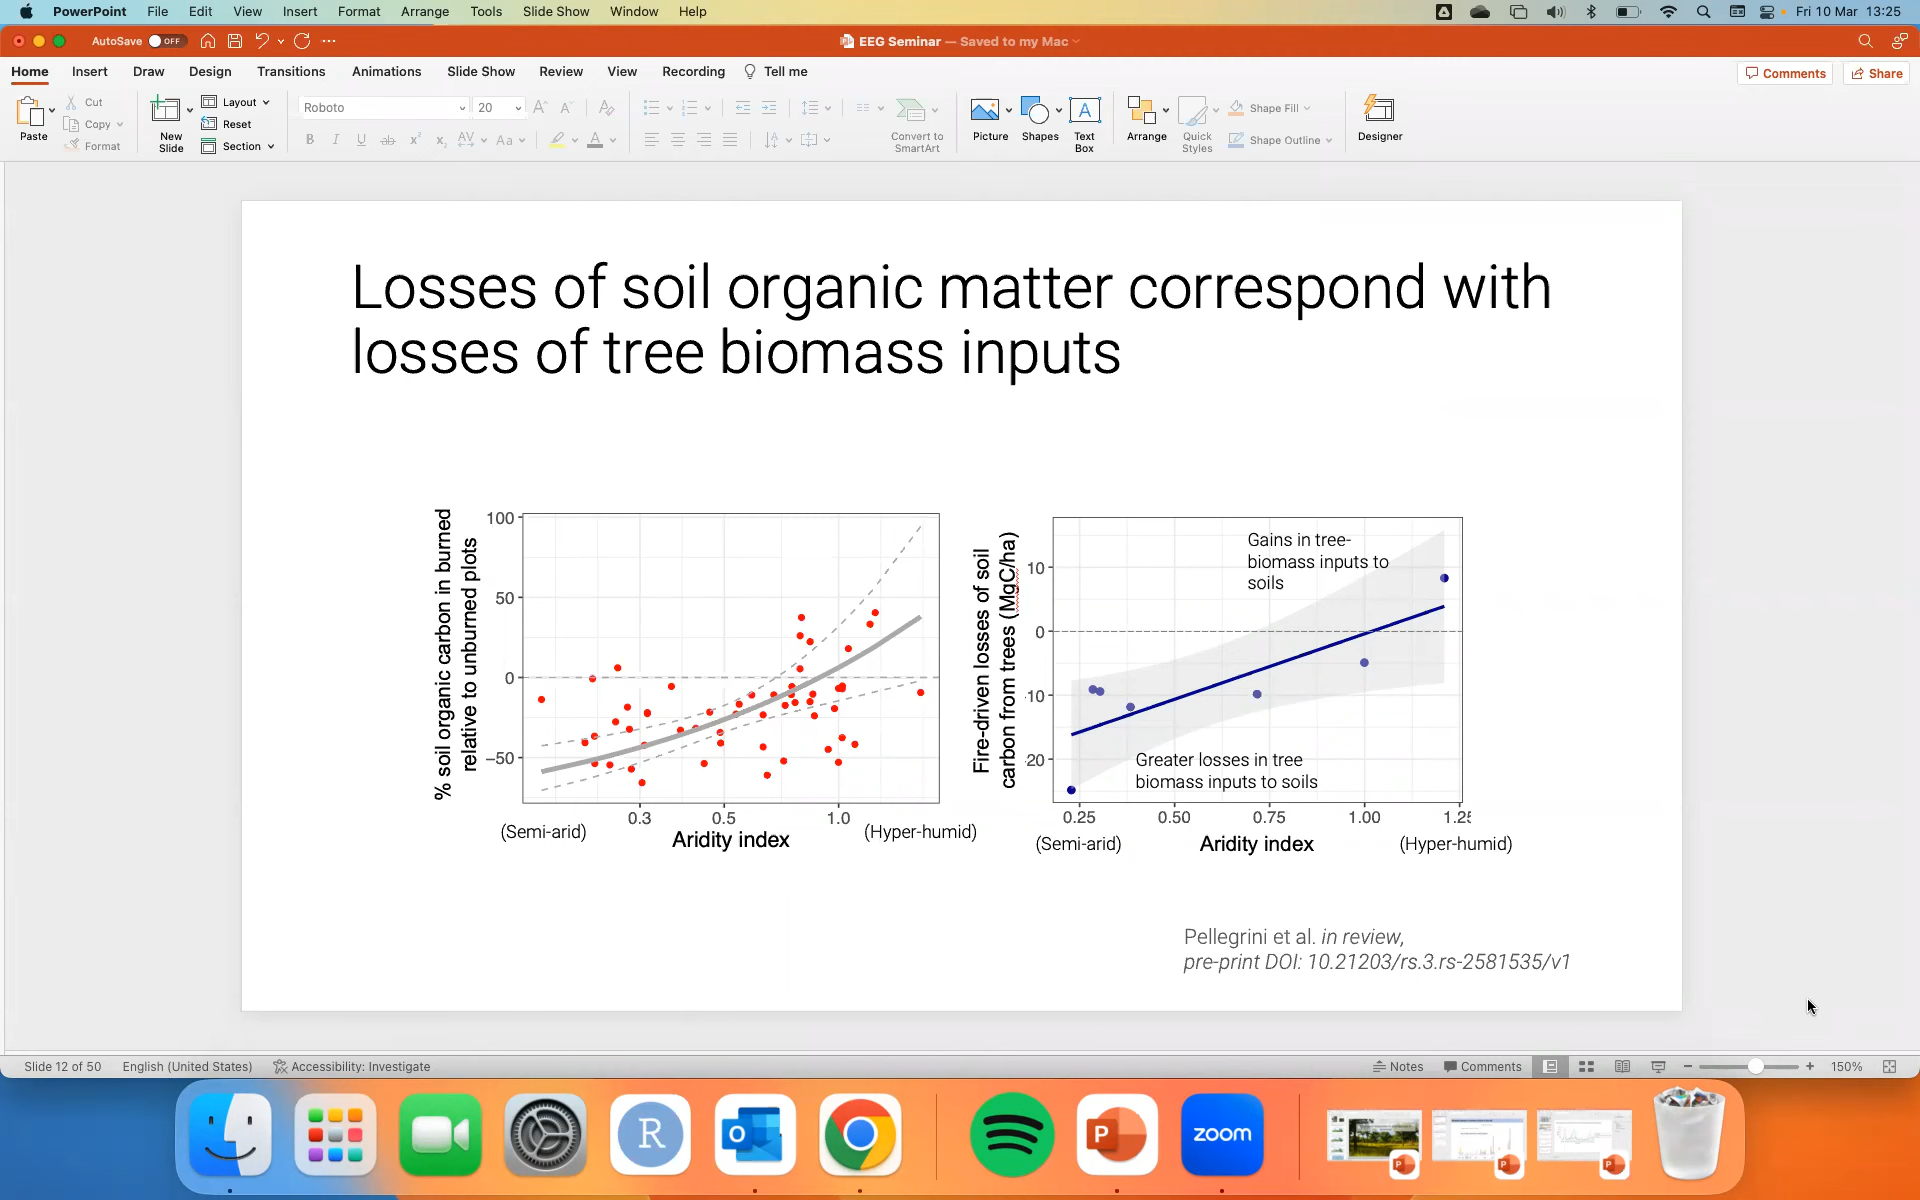 PowerPoint File Edit View Insert Format Arrange Tools Slide Show Window Help Fri 10 Mar 13:25
AutoSave OFF EEG Seminar — Saved to my Mac
Home Insert Draw Design Transitions Animations Slide Show Review View Recording Tell me Comments Share
Paste
Cut
Copy
Format
New
Slide
Layout
Reset
Section
Roboto 20
Convert to
SmartArt
Picture
Shapes
Text
Box
Arrange
Quick
Styles
Shape Fill
Shape Outline
Designer
Losses of soil organic matter correspond with
losses of tree biomass inputs
% soil organic carbon in burned
relative to unburned plots
100
50
0
−50
0.3 0.5 1.0
(Semi-arid) Aridity index (Hyper-humid)
Fire-driven losses of soil
carbon from trees (MgC/ha)
10
0
-10
-20
Gains in tree-
biomass inputs to
soils
Greater losses in tree
biomass inputs to soils
0.25 0.50 0.75 1.00 1.25
(Semi-arid) Aridity index (Hyper-humid)
Pellegrini et al. in review,
pre-print DOI: 10.21203/rs.3.rs-2581535/v1
Slide 12 of 50 English (United States) Accessibility: Investigate Notes Comments 150%
zoom